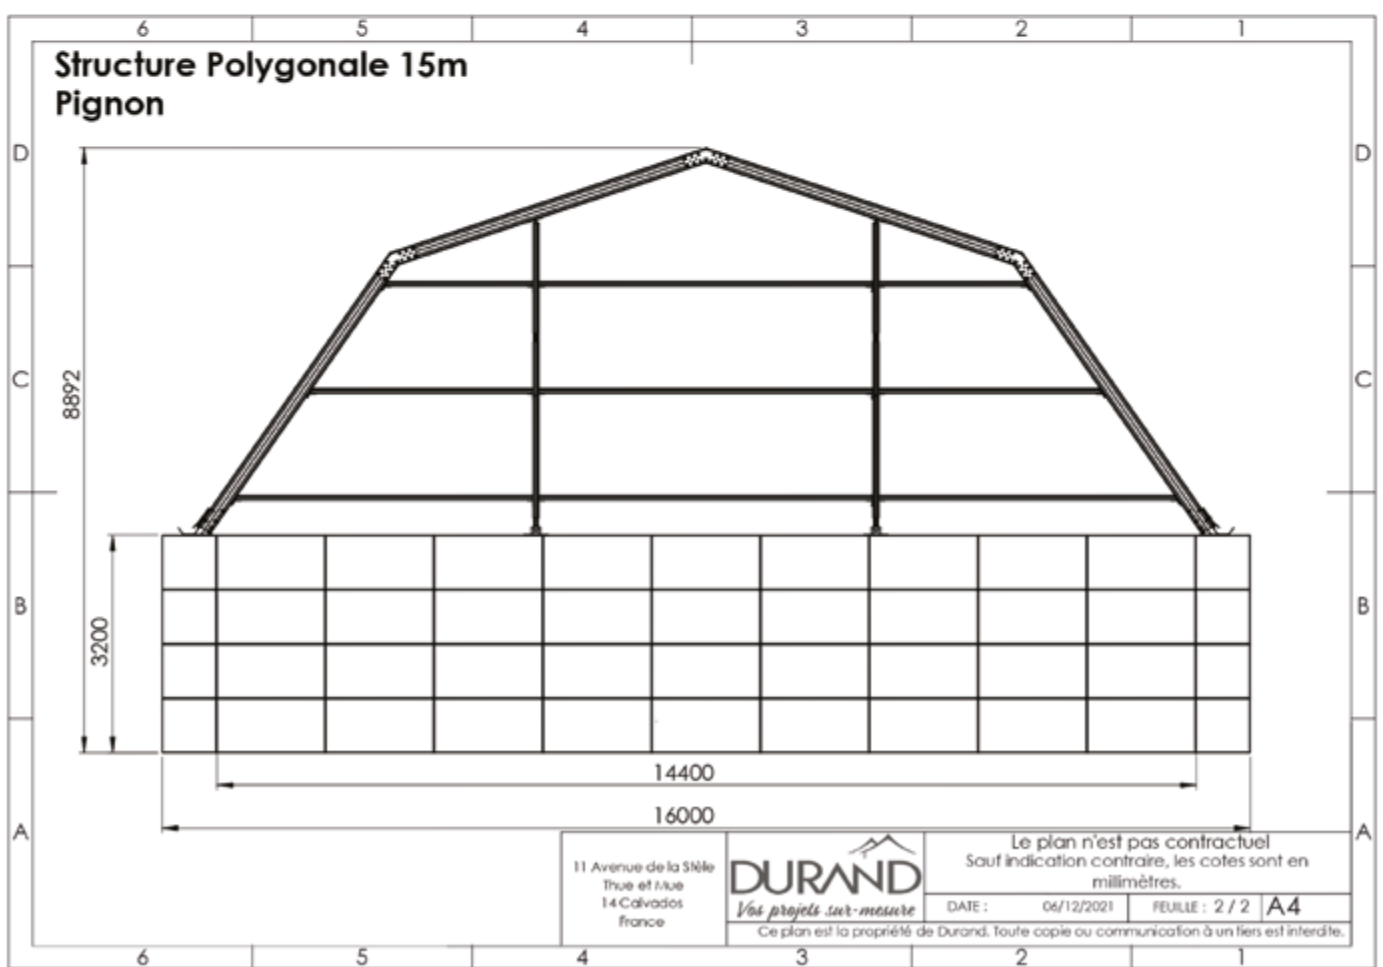 6 5 4 3 2 1
Structure Polygonale 15m
Pignon
D D
C C
8892
B B
3200
14400
16000
A A
11 Avenue de la Stèle
Thue et Mue
14 Calvados
France
DURAND
Vos projets sur-mesure
Le plan n'est pas contractuel
Sauf indication contraire, les cotes sont en
millimètres.
DATE : 06/12/2021 FEUILLE : 2 / 2 A4
Ce plan est la propriété de Durand. Toute copie ou communication à un tiers est interdite.
6 5 4 3 2 1